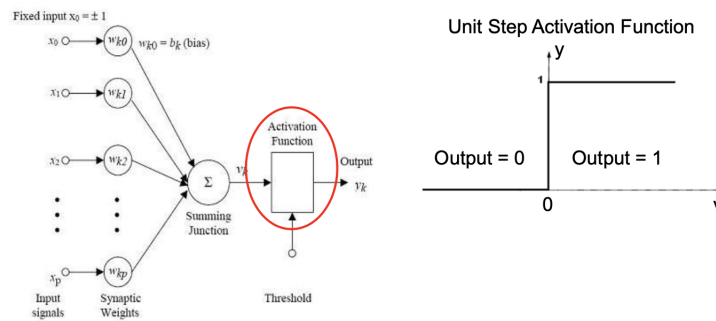 Fixed input x0 = ± 1
x0
wk0
wk0 = bk (bias)
x1
wk1
x2
wk2
xp
wkp
Σ
Summing
Junction
vk
Activation
Function
Output
yk
Threshold
Input
signals
Synaptic
Weights
Unit Step Activation Function
y
1
Output = 0
Output = 1
0